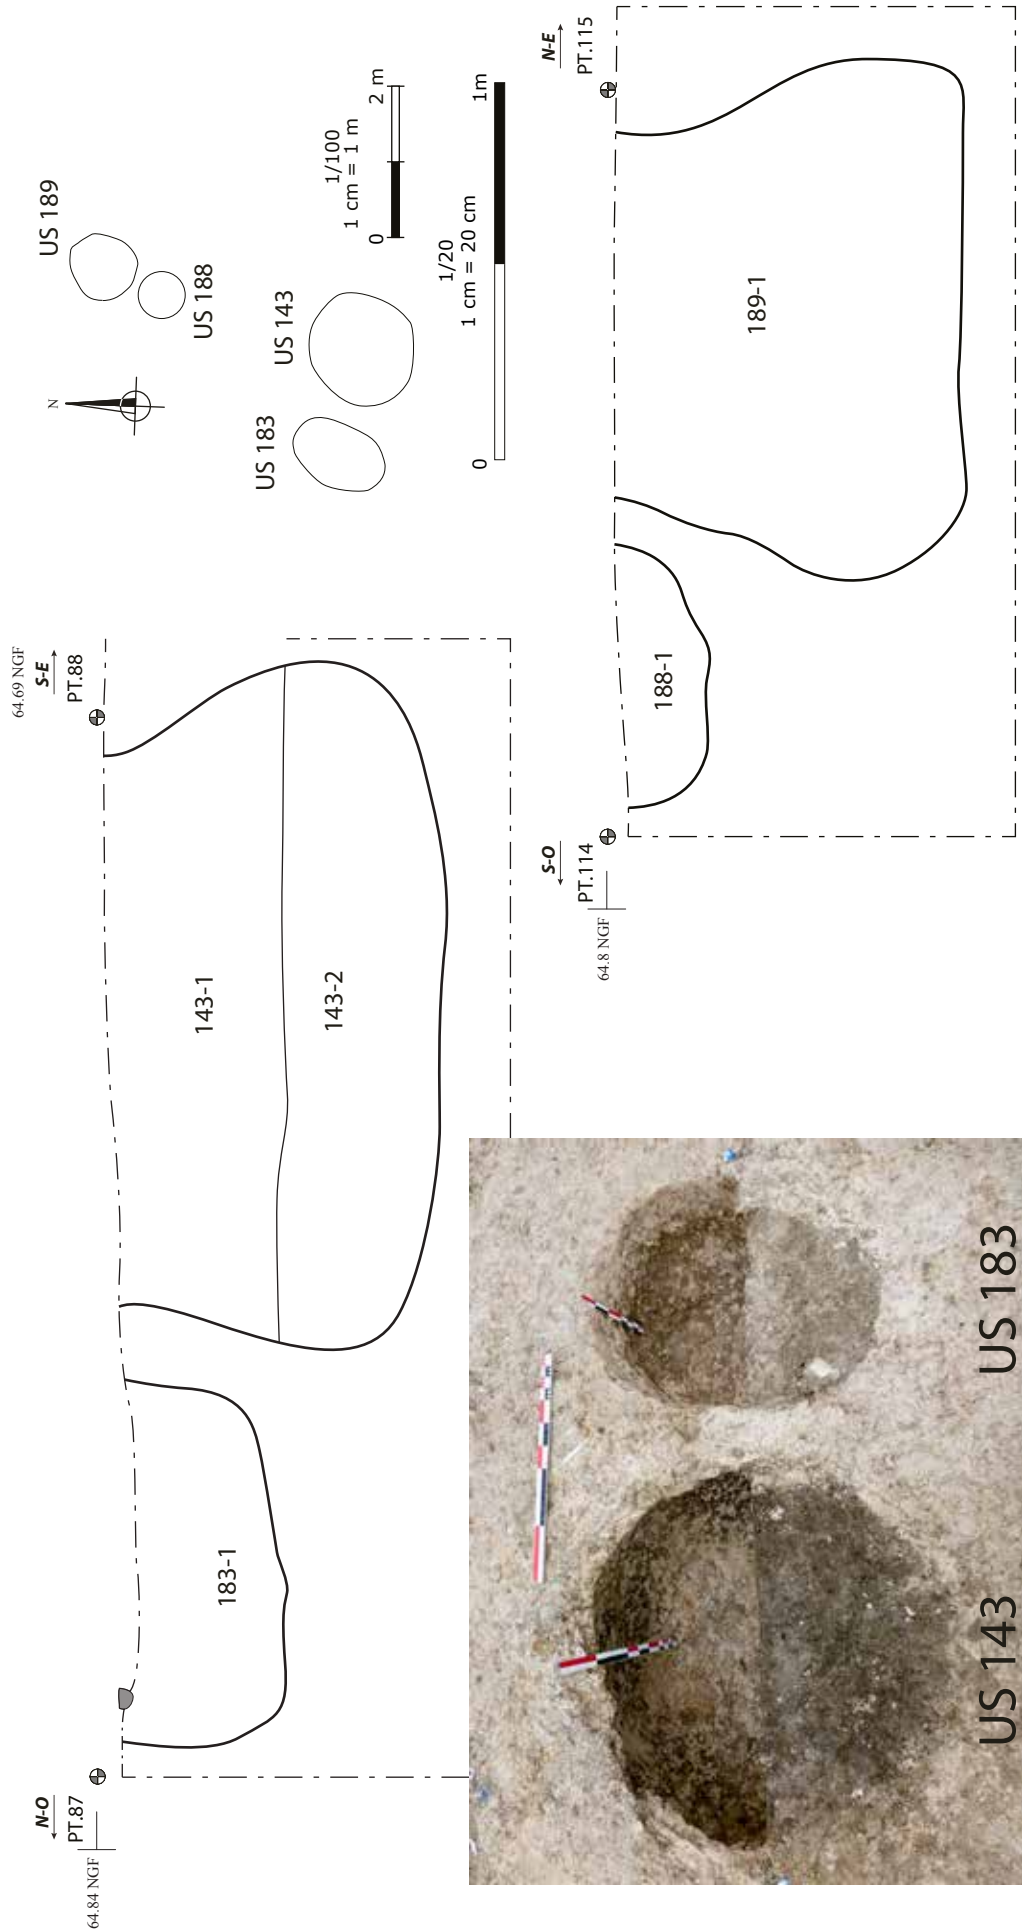 US 189
US 188
N
US 143
US 183
1/100
1 cm = 1 m
0
2 m
1/20
1 cm = 20 cm
0
1m
64.84 NGF
N-O
PT.87
64.69 NGF
S-E
PT.88
183-1
143-1
143-2
64.8 NGF
S-O
PT.114
N-E
PT.115
188-1
189-1
US 143
US 183